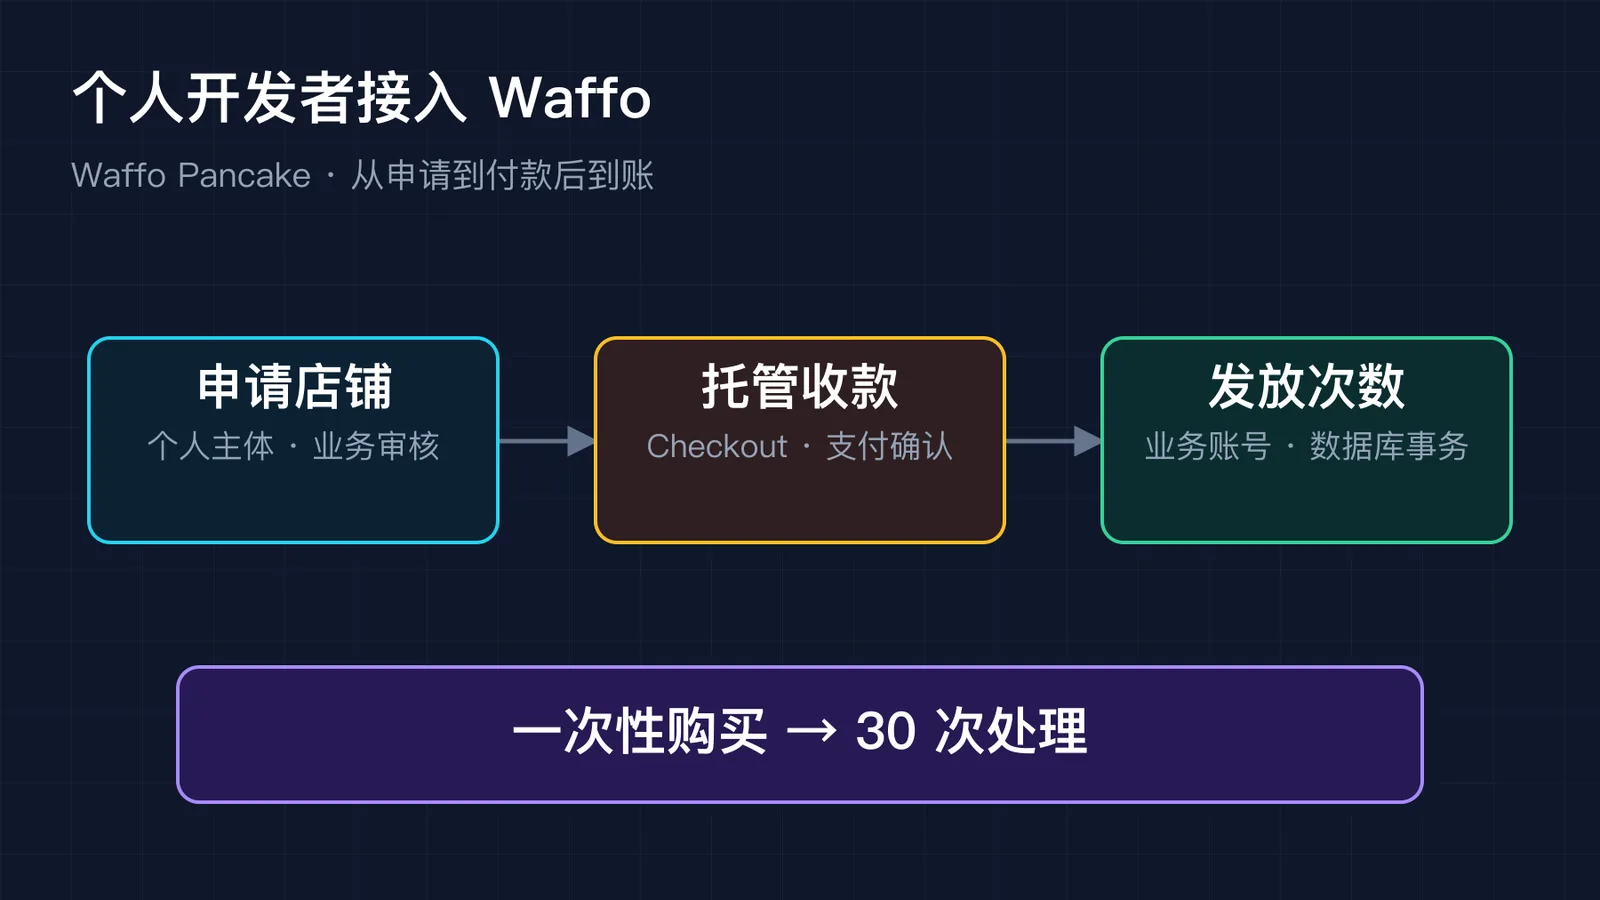 个人开发者接入 Waffo
Waffo Pancake · 从申请到付款后到账
申请店铺
个人主体 · 业务审核
托管收款
Checkout · 支付确认
发放次数
业务账号 · 数据库事务
一次性购买 → 30 次处理